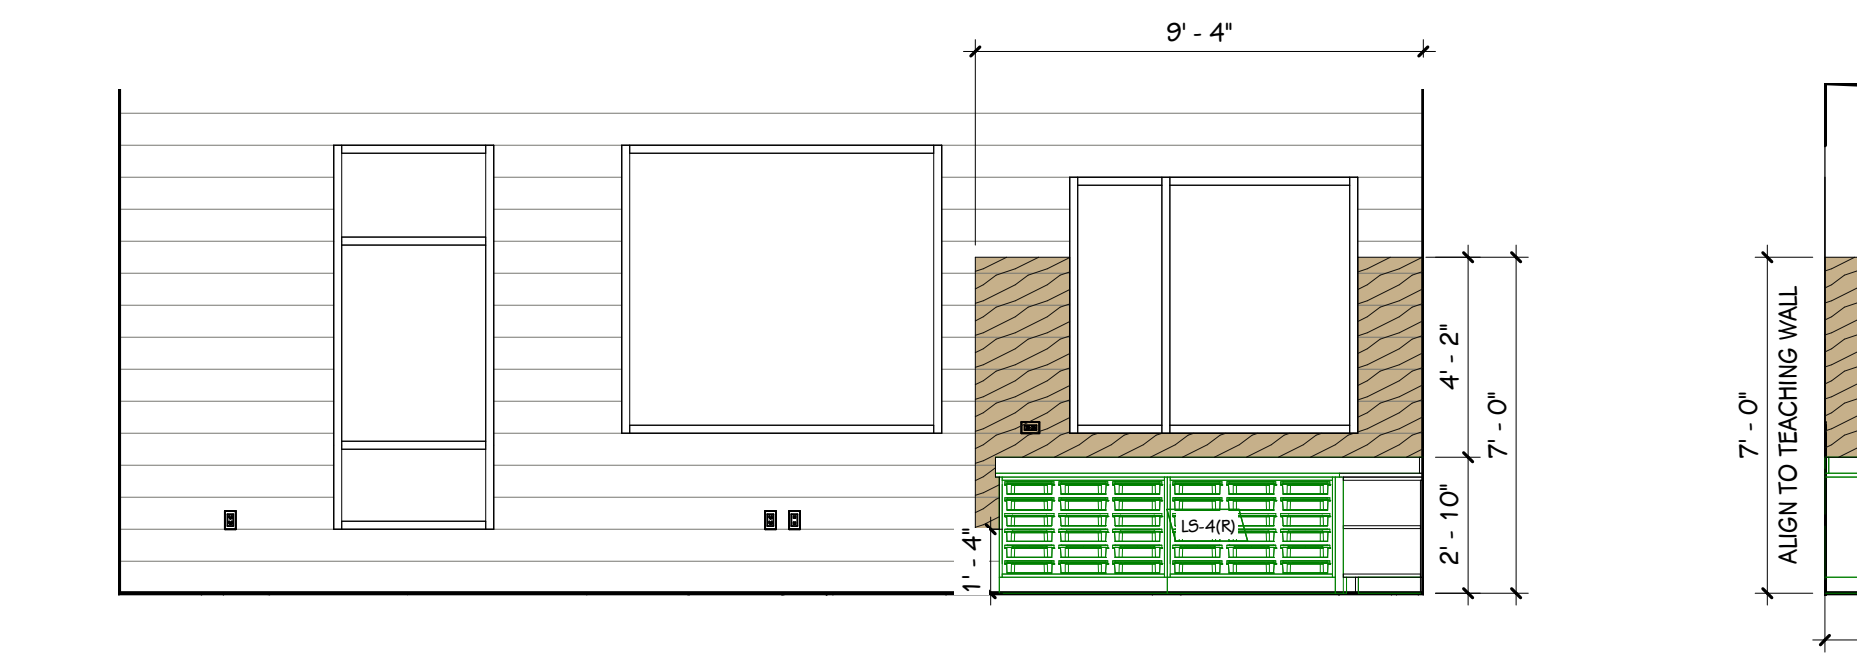 9' - 4"
4' - 2"
7' - 0"
2' - 10"
1' - 4"
LS-4(R)
7' - 0"
ALIGN TO TEACHING WALL